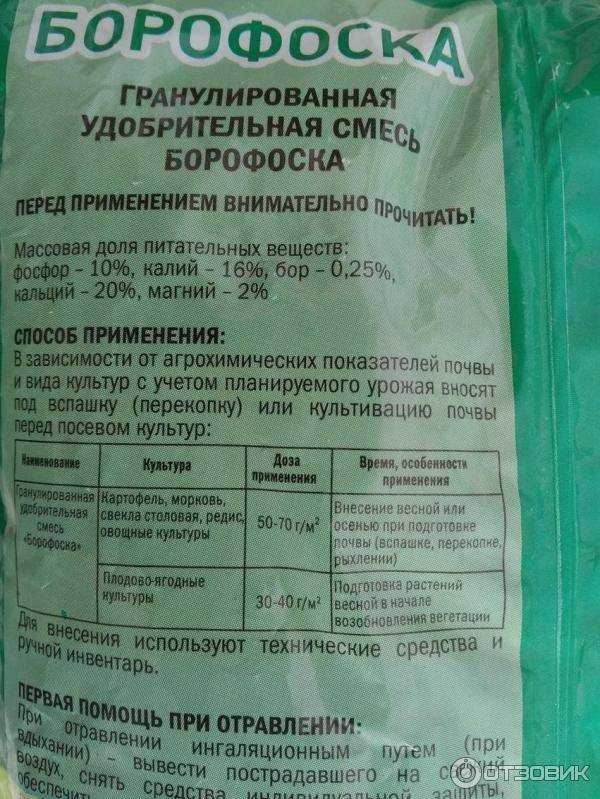 БОРОФОСКА
ГРАНУЛИРОВАННАЯ
УДОБРИТЕЛЬНАЯ СМЕСЬ
БОРОФОСКА
ПЕРЕД ПРИМЕНЕНИЕМ ВНИМАТЕЛЬНО ПРОЧИТАТЬ!
Массовая доля питательных веществ:
фосфор - 10%, калий - 16%, бор - 0,25%,
кальций - 20%, магний - 2%
СПОСОБ ПРИМЕНЕНИЯ:
В зависимости от агрохимических показателей почвы
и вида культур с учетом планируемого урожая вносят
под вспашку (перекопку) или культивацию почвы
перед посевом культур:
Наименование
Культура
Доза
применения
Время, особенности
применения
Гранулированная
удобрительная
смесь
«Борофоска»
Картофель, морковь,
свекла столовая, редис,
овощные культуры
50-70 г/м²
Внесение весной или
осенью при подготовке
почвы (вспашке, перекопке,
рыхлении)
Плодово-ягодные
культуры
30-40 г/м²
Подготовка растений
весной в начале
возобновления вегетации
Для внесения используют технические средства и
ручной инвентарь.
ПЕРВАЯ ПОМОЩЬ ПРИ ОТРАВЛЕНИИ:
При отравлении ингаляционным путем (при
вдыхании) - вывести пострадавшего на свежий
воздух, снять средства индивидуальной защиты,
обеспечить
ОТЗОВИК